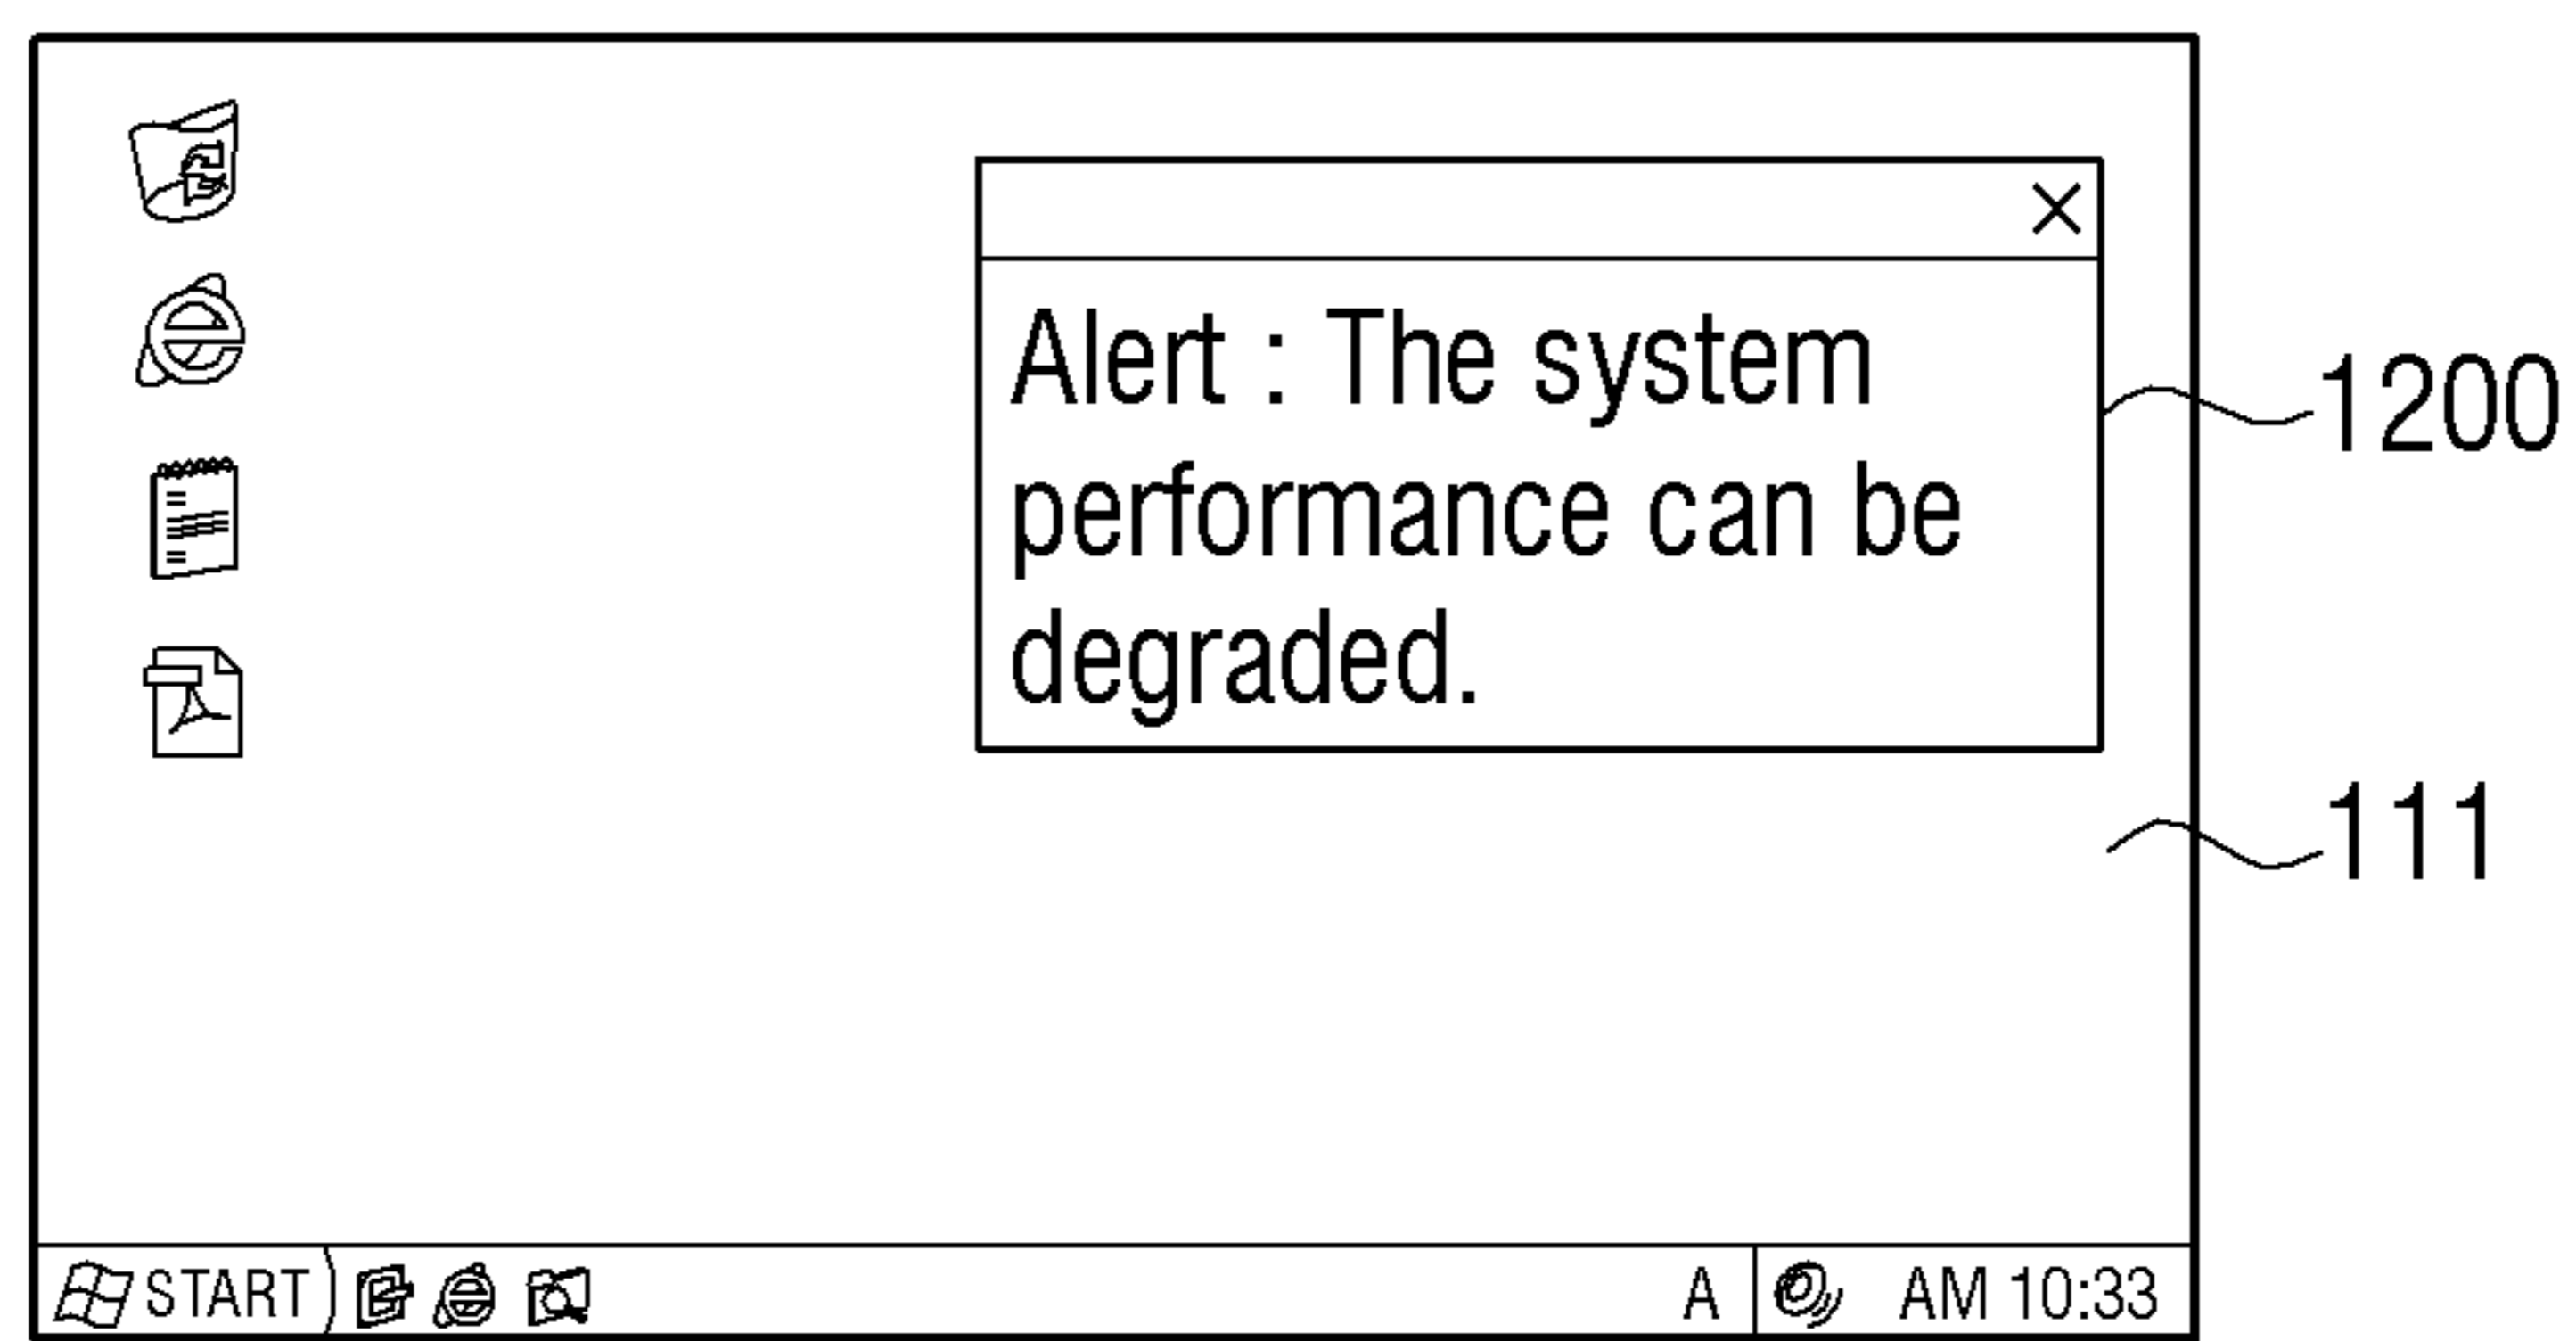 ×
Alert : The system
performance can be
degraded.
1200
111
START
A
AM 10:33